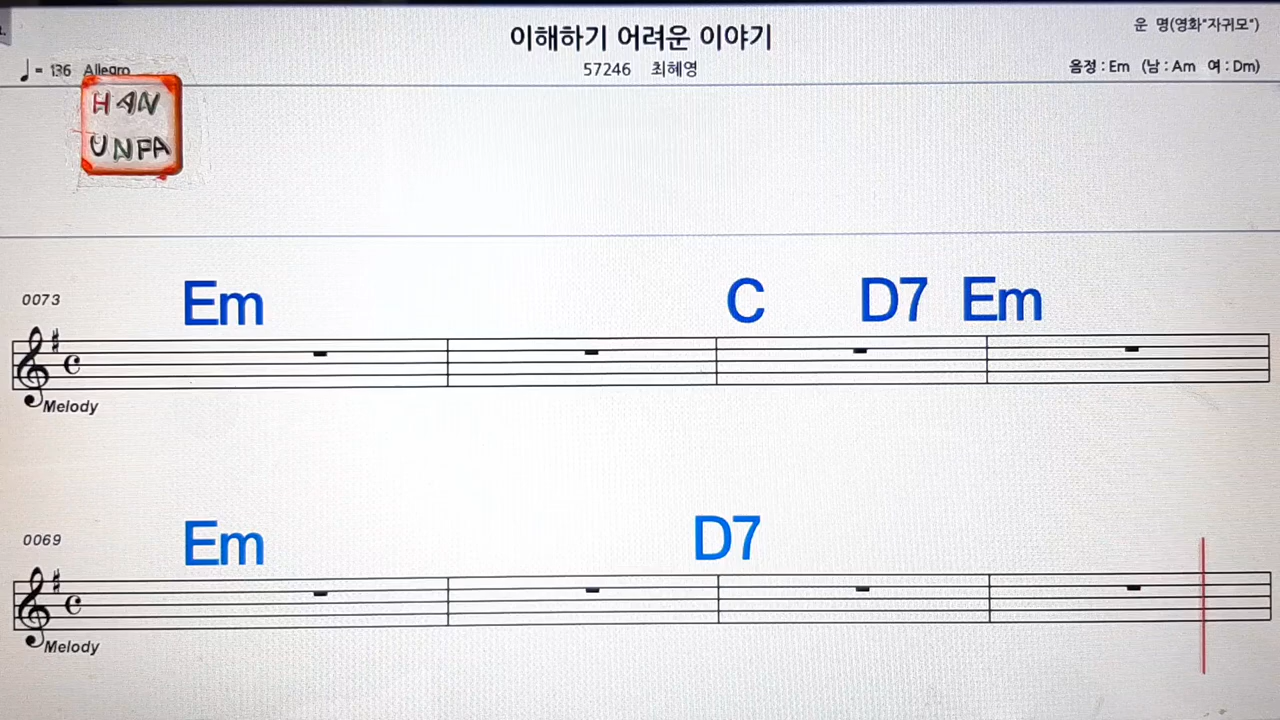 이해하기 어려운 이야기
운 명(영화"자귀모")
♩= 136 Allegro
57246 최혜영
음정 : Em (남 : Am 여 : Dm)
HAN
UNFA
0073 Em C D7 Em
Melody
0069 Em D7
Melody